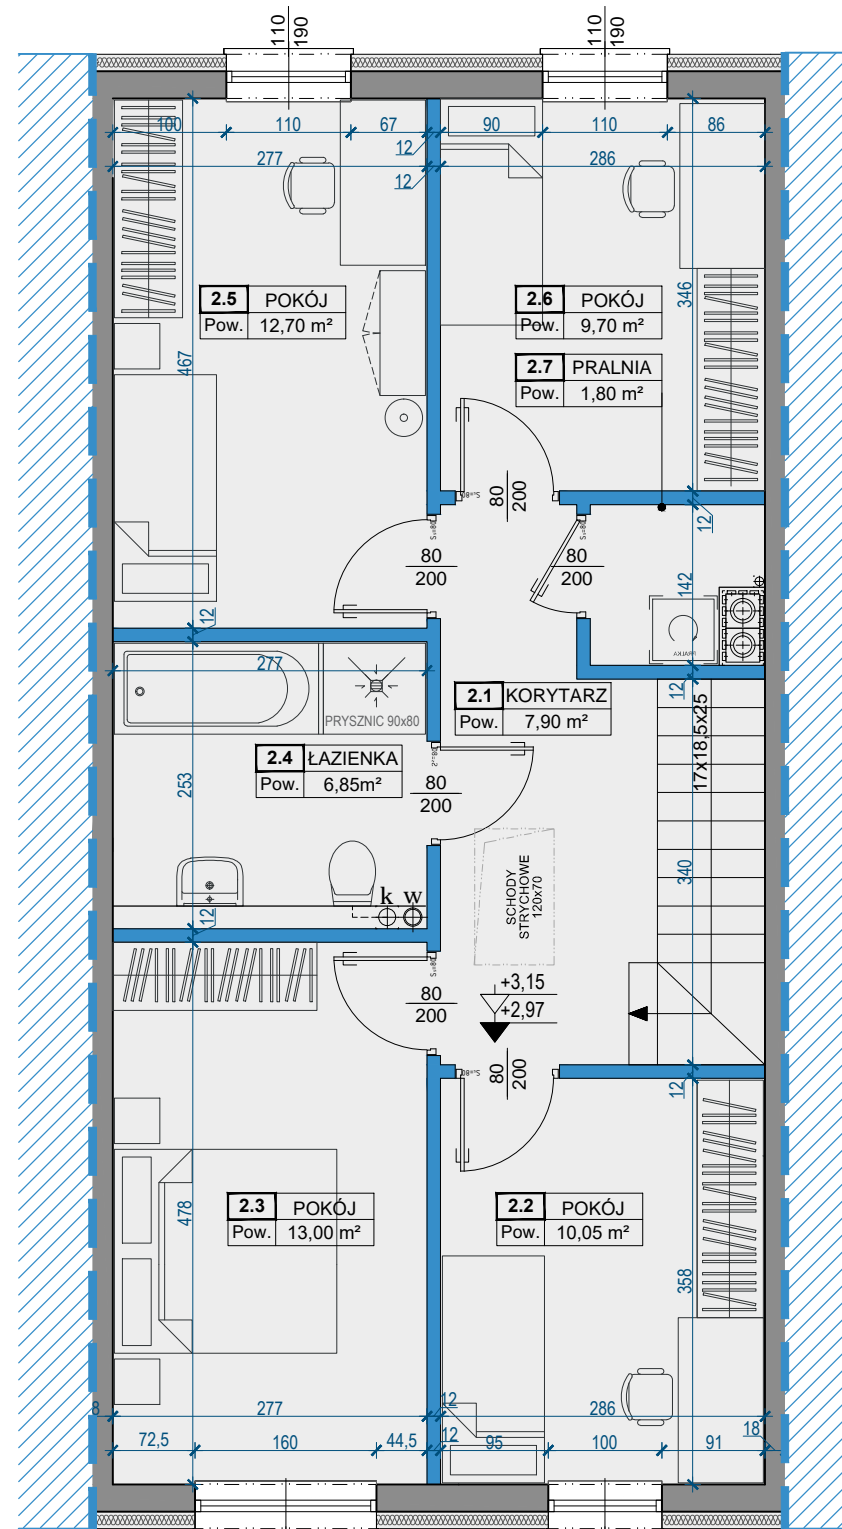 110
190
110
190
100
110
67
12
90
110
86
277
12
286
2.5 POKÓJ
Pow. 12,70 m²
2.6 POKÓJ
Pow. 9,70 m²
346
467
2.7 PRALNIA
Pow. 1,80 m²
80
200
12
80
200
80
200
142
12
PRALKA
277
PRYSZNIC 90x80
2.1 KORYTARZ
Pow. 7,90 m²
12
17x18,5x25
2.4 ŁAZIENKA
Pow. 6,85m²
253
80
200
SCHODY
STRYCHOWE
120x70
340
k w
12
80
200
+3,15
+2,97
80
200
12
2.3 POKÓJ
Pow. 13,00 m²
2.2 POKÓJ
Pow. 10,05 m²
478
358
8
277
12
286
72,5
160
44,5
12
95
100
91
18